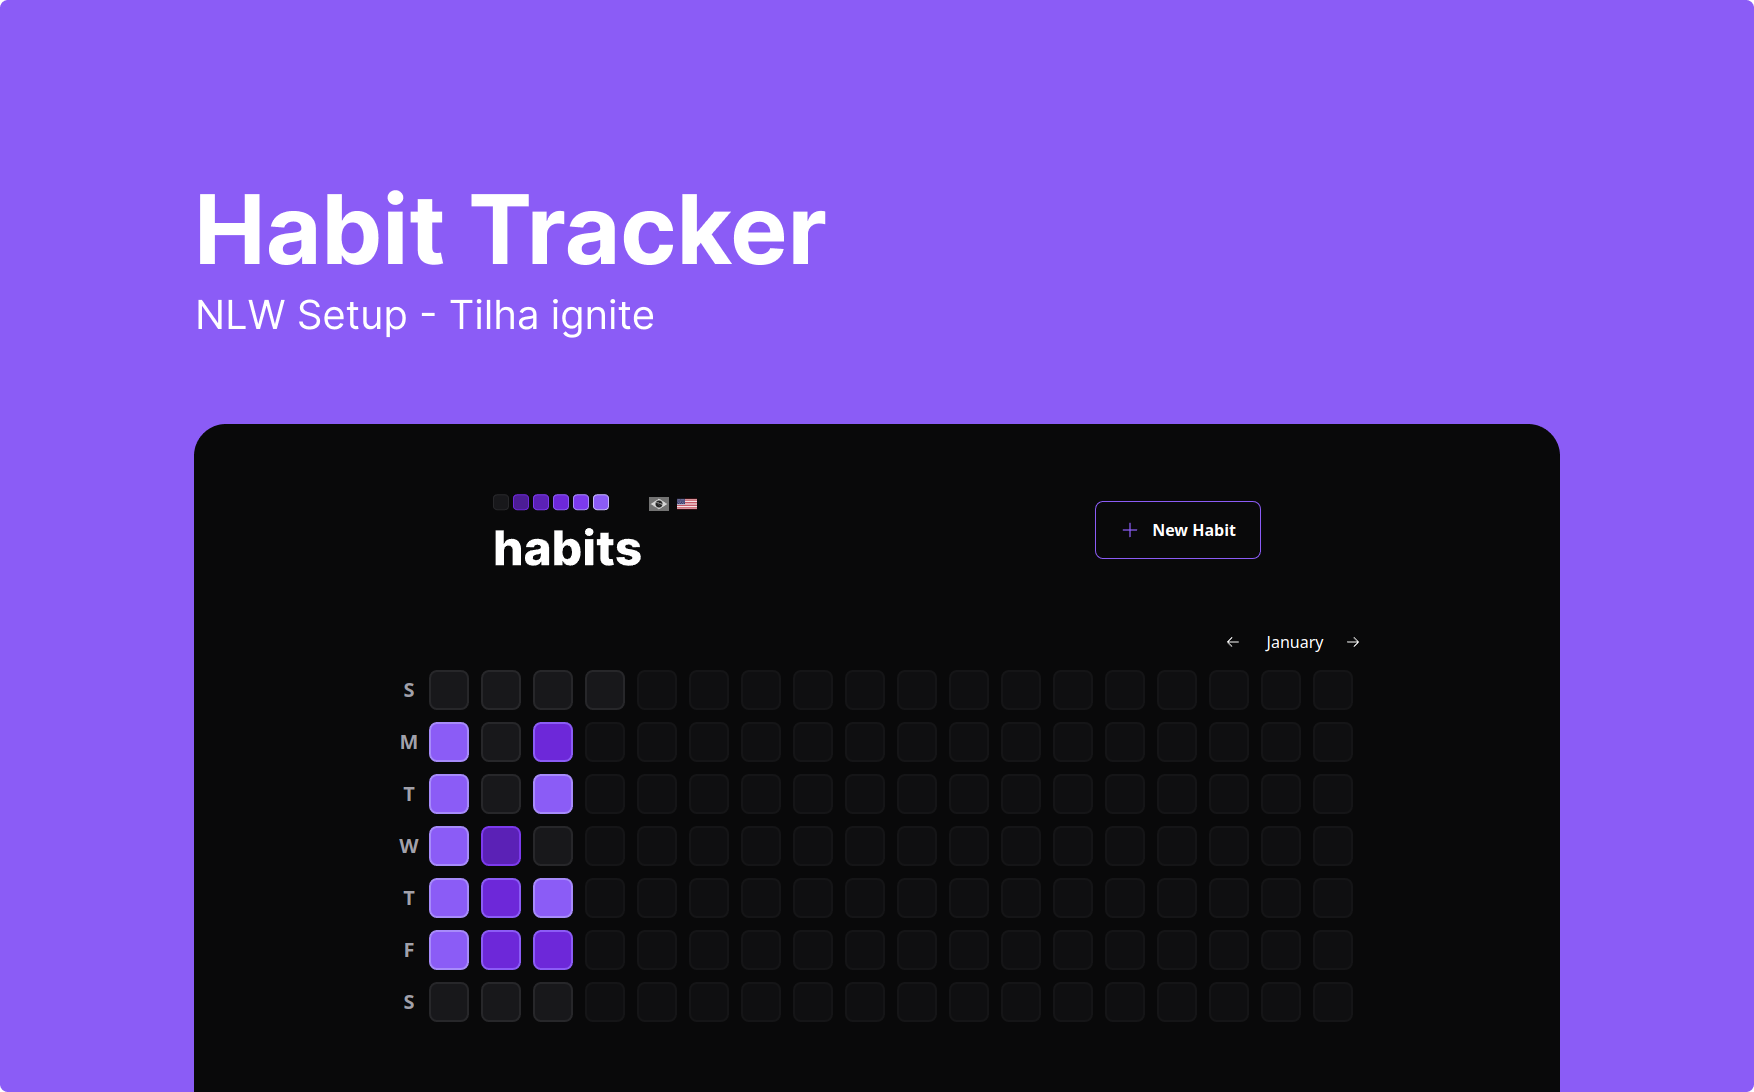 Habit Tracker
NLW Setup - Tilha ignite
habits
New Habit
January
S
M
T
W
T
F
S